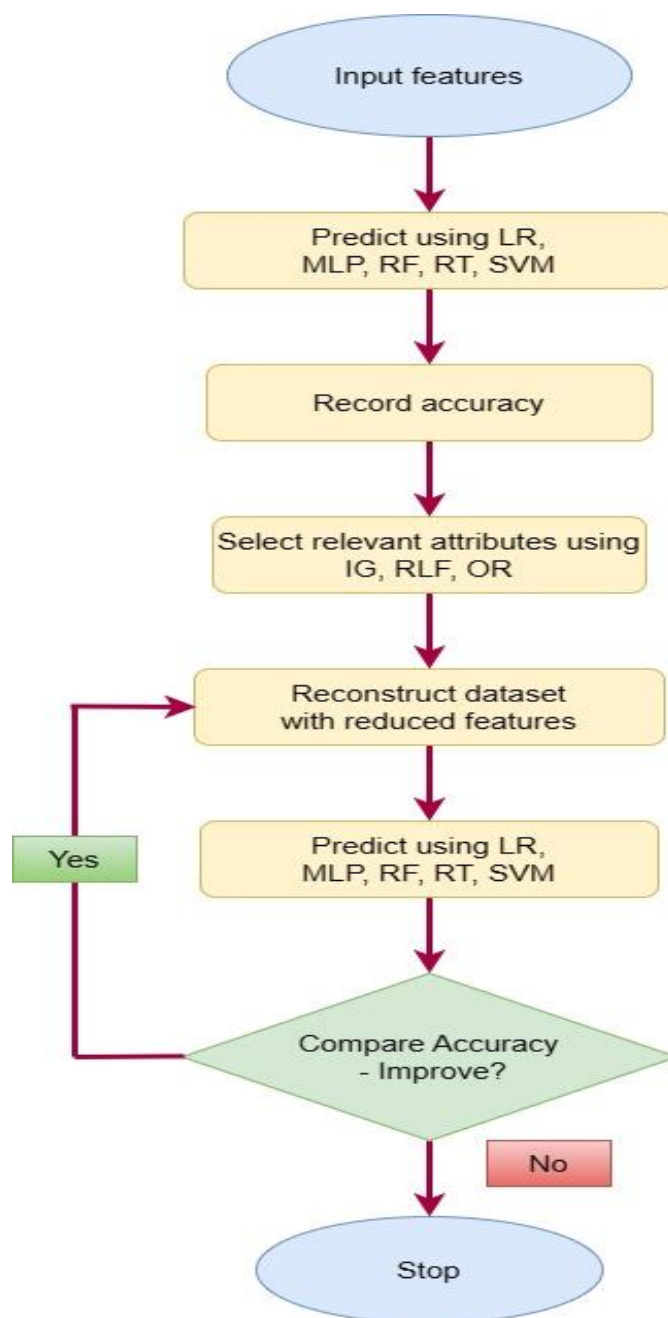 Input features
Predict using LR,
MLP, RF, RT, SVM
Record accuracy
Select relevant attributes using
IG, RLF, OR
Reconstruct dataset
with reduced features
Yes
Predict using LR,
MLP, RF, RT, SVM
Compare Accuracy
- Improve?
No
Stop